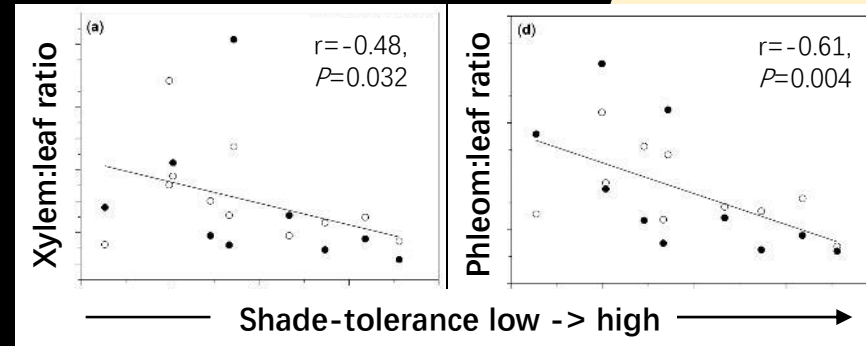 (a)
r=-0.48,
P=0.032
Xylem:leaf ratio
(d)
r=-0.61,
P=0.004
Phleom:leaf ratio
Shade-tolerance low -> high